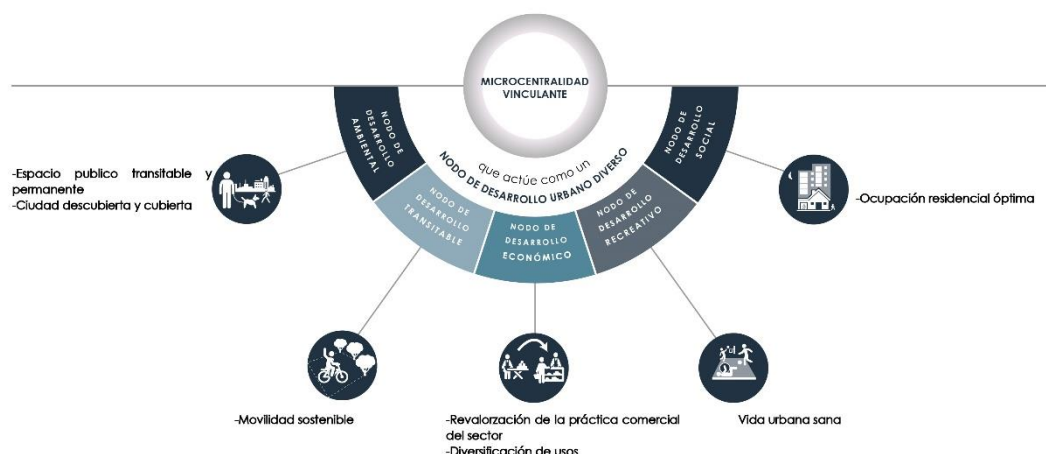 MICROCENTRALIDAD
VINCULANTE
que actúe como un
NODO DE DESARROLLO URBANO DIVERSO
NODO DE
DESARROLLO
AMBIENTAL
NODO DE
DESARROLLO
TRANSITABLE
NODO DE
DESARROLLO
ECONÓMICO
NODO DE
DESARROLLO
RECREATIVO
NODO DE
DESARROLLO
SOCIAL
-Espacio publico transitable y
permanente
-Ciudad descubierta y cubierta
-Ocupación residencial óptima
-Movilidad sostenible
-Revalorzación de la práctica comercial
del sector
-Diversificación de usos
Vida urbana sana